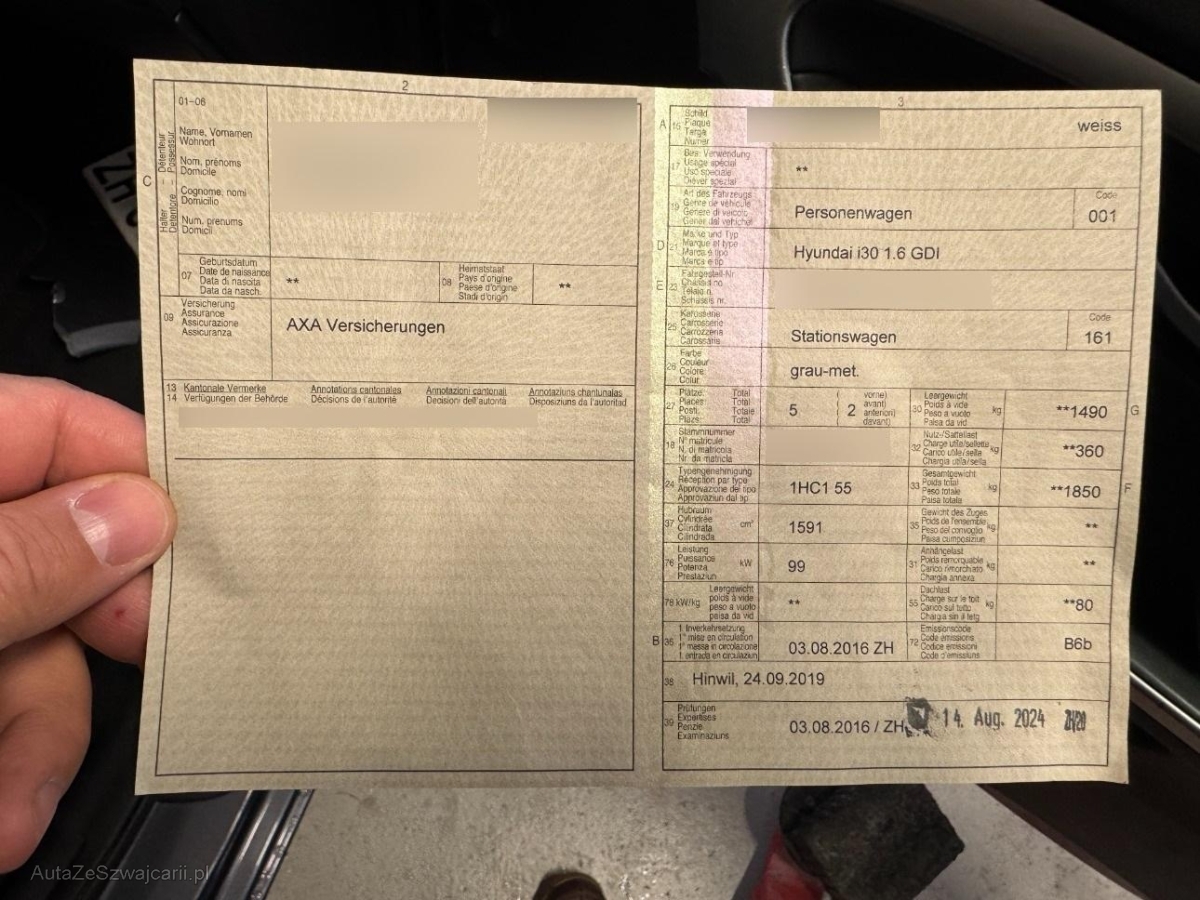 2
01-06
C
Halter – Détenteur
Detentore – Possessur
Name, Vornamen
Wohnort
Nom, prénoms
Domicile
Cognome, nomi
Domicilio
Num, prenums
Domicil
07
Geburtsdatum
Date de naissance
Data di nascita
Data da nasch.
**
08
Heimatstaat
Pays d'origine
Paese d'origine
Stadi d'origin
**
09
Versicherung
Assurance
Assicurazione
Assicuranza
AXA Versicherungen
13 Kantonale Vermerke Annotations cantonales Annotazioni cantonali Annotaziuns chantunalas
14 Verfügungen der Behörde Décisions de l'autorité Decisioni dell'autorità Disposiziuns da l'autoritad
3
A 15
Schild
Plaque
Targa
Numer
weiss
17
Bes. Verwendung
Usage spécial
Uso speciale
Diever spezial
**
19
Art des Fahrzeugs
Genre de véhicule
Genere di veicolo
Gener dal vehichel
Personenwagen
Code
001
D 21
Marke und Typ
Marque et type
Marca e tipo
Marca e tip
Hyundai i30 1.6 GDI
E 23
Fahrgestell-Nr.
Châssis no
Telaio n.
Schassis nr.
25
Karosserie
Carrosserie
Carrozzeria
Carossaria
Stationswagen
Code
161
26
Farbe
Couleur
Colore
Colur
grau-met.
27
Plätze: Total
Places: Total
Posti: Totale
Plazs: Total
5
2
vorne)
avant)
anteriori)
davant)
30
Leergewicht
Poids à vide
Peso a vuoto
Paisa da vid
kg
**1490
G
18
Stammnummer
N° matricule
N. di matricola
Nr. da matricla
32
Nutz-/Sattellast
Charge utile/sellette
Carico utile/sella
Chargia utila/sella
kg
**360
24
Typengenehmigung
Réception par type
Approvazione del tipo
Approvaziun dal tip
1HC1 55
33
Gesamtgewicht
Poids total
Peso totale
Paisa totala
kg
**1850
F
37
Hubraum
Cylindrée
Cilindrata
Cilindrada
cm³
1591
35
Gewicht des Zuges
Poids de l'ensemble
Peso del convoglio
Paisa cumposiziun
kg
**
76
Leistung
Puissance
Potenza
Prestaziun
kW
99
31
Anhängelast
Poids remorquable
Carico rimorchiato
Chargia annexa
kg
**
78 kW/kg
Leergewicht
poids à vide
peso a vuoto
paisa da vid
**
55
Dachlast
Charge sur le toit
Carico sul tetto
Chargia sin il tetg
kg
**80
B 36
1. Inverkehrsetzung
1re mise en circulation
1a messa in circolazione
1. entrada en circulaziun
03.08.2016 ZH
72
Emissionscode
Code émissions
Codice emissioni
Code d'emissiuns
B6b
38
Hinwil, 24.09.2019
39
Prüfungen
Expertises
Perizie
Examinaziuns
03.08.2016 / ZH
14. Aug. 2024 ZH20
AutaZeSzwajcarii.pl